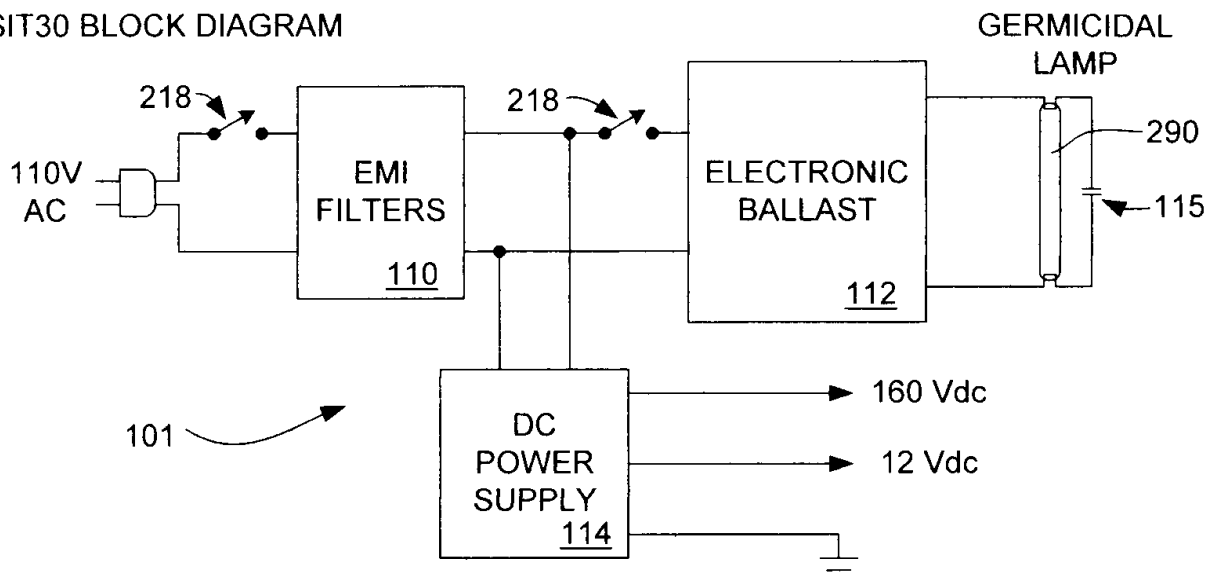 SIT30 BLOCK DIAGRAM
GERMICIDAL
LAMP
218
218
290
110V
AC
EMI
FILTERS
110
ELECTRONIC
BALLAST
112
115
101
DC
POWER
SUPPLY
114
160 Vdc
12 Vdc